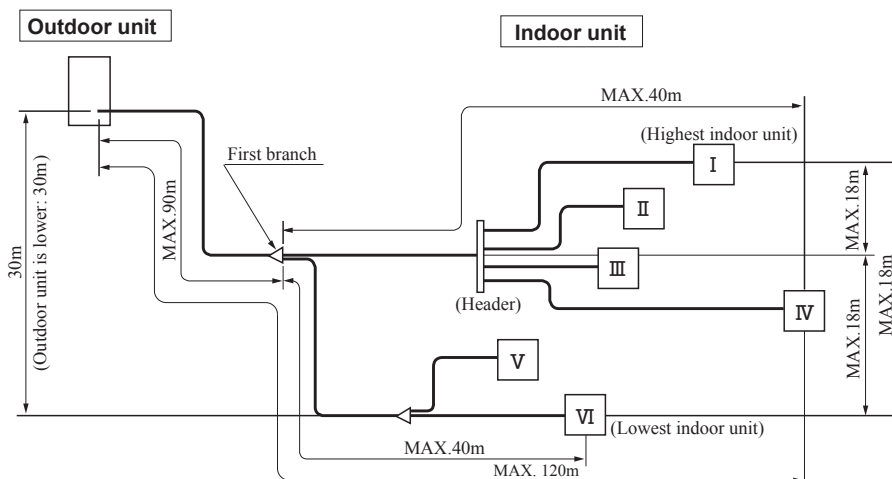 Outdoor unit
Indoor unit
MAX.40m
(Highest indoor unit)
First branch
Ⅰ
Ⅱ
Ⅲ
Ⅳ
(Header)
MAX.90m
30m
(Outdoor unit is lower: 30m)
MAX.18m
MAX.18m
MAX.18m
Ⅴ
Ⅵ
(Lowest indoor unit)
MAX.40m
MAX. 120m